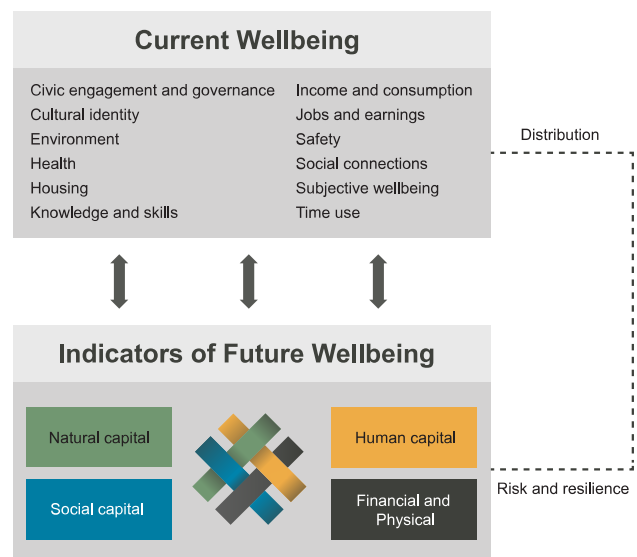 Current Wellbeing
Civic engagement and governance
Cultural identity
Environment
Health
Housing
Knowledge and skills
Income and consumption
Jobs and earnings
Safety
Social connections
Subjective wellbeing
Time use
Distribution
Indicators of Future Wellbeing
Natural capital
Human capital
Social capital
Financial and
Physical
Risk and resilience